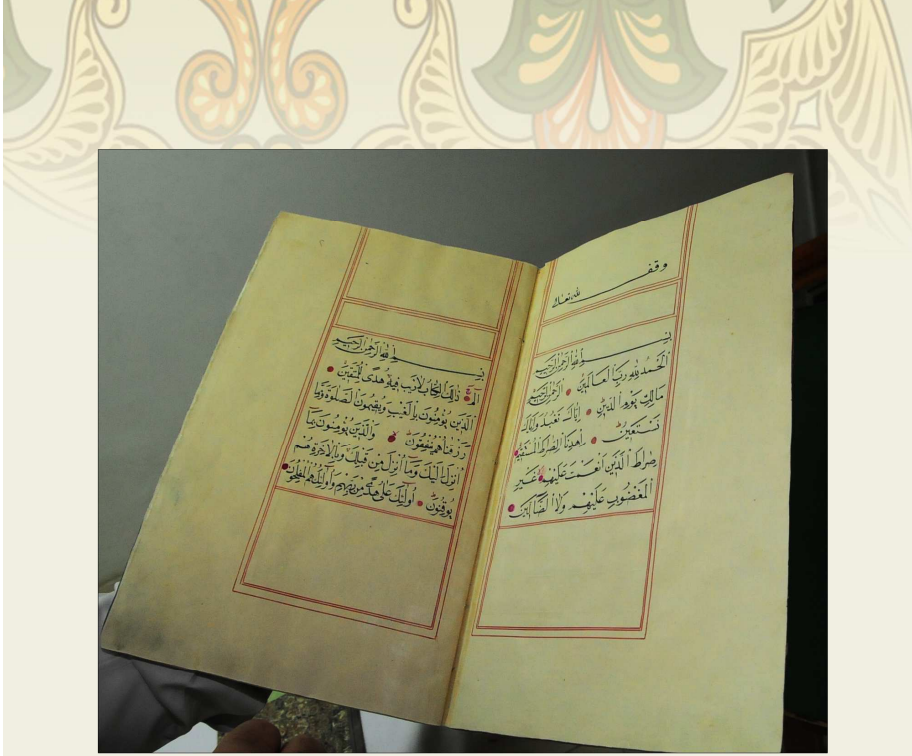 وقف
لله تعالى
بسم الله الرحمن الرحيم
الحمد لله رب العالمين الرحمن الرحيم
مالك يوم الدين إياك نعبد وإياك
نستعين اهدنا الصراط المستقيم
صراط الذين أنعمت عليهم غير
المغضوب عليهم ولا الضالين
بسم الله الرحمن الرحيم
الم ذلك الكتاب لا ريب فيه هدى للمتقين
الذين يؤمنون بالغيب ويقيمون الصلوة ومما
رزقناهم ينفقون والذين يؤمنون بما
أنزل إليك وما أنزل من قبلك وبالآخرة هم
يوقنون أولئك على هدى من ربهم وأولئك هم المفلحون